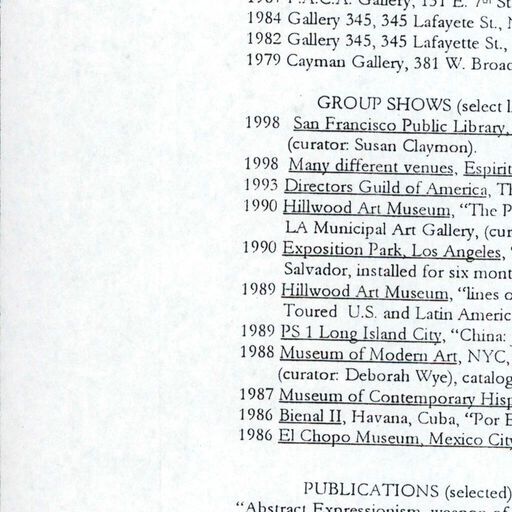 Gallery, 131 E. 7th St
1984 Gallery 345, 345 Lafayete St.,
1982 Gallery 345, 345 Lafayette St.,
1979 Cayman Gallery, 381 W. Broad
GROUP SHOWS (select l
1998 San Francisco Public Library,
(curator: Susan Claymon).
1998 Many different venues, Espirit
1993 Directors Guild of America, Th
1990 Hillwood Art Museum, “The P
LA Municipal Art Gallery, (cur
1990 Exposition Park, Los Angeles, “
Salvador, installed for six mont
1989 Hillwood Art Museum, “lines o
Toured U.S. and Latin Americ
1989 PS 1 Long Island City, “China:
1988 Museum of Modern Art, NYC,
(curator: Deborah Wye), catalog
1987 Museum of Contemporary Hisp
1986 Bienal II, Havana, Cuba, “Por E
1986 El Chopo Museum, Mexico City
PUBLICATIONS (selected)
“Abstract Expressionism, weapon of